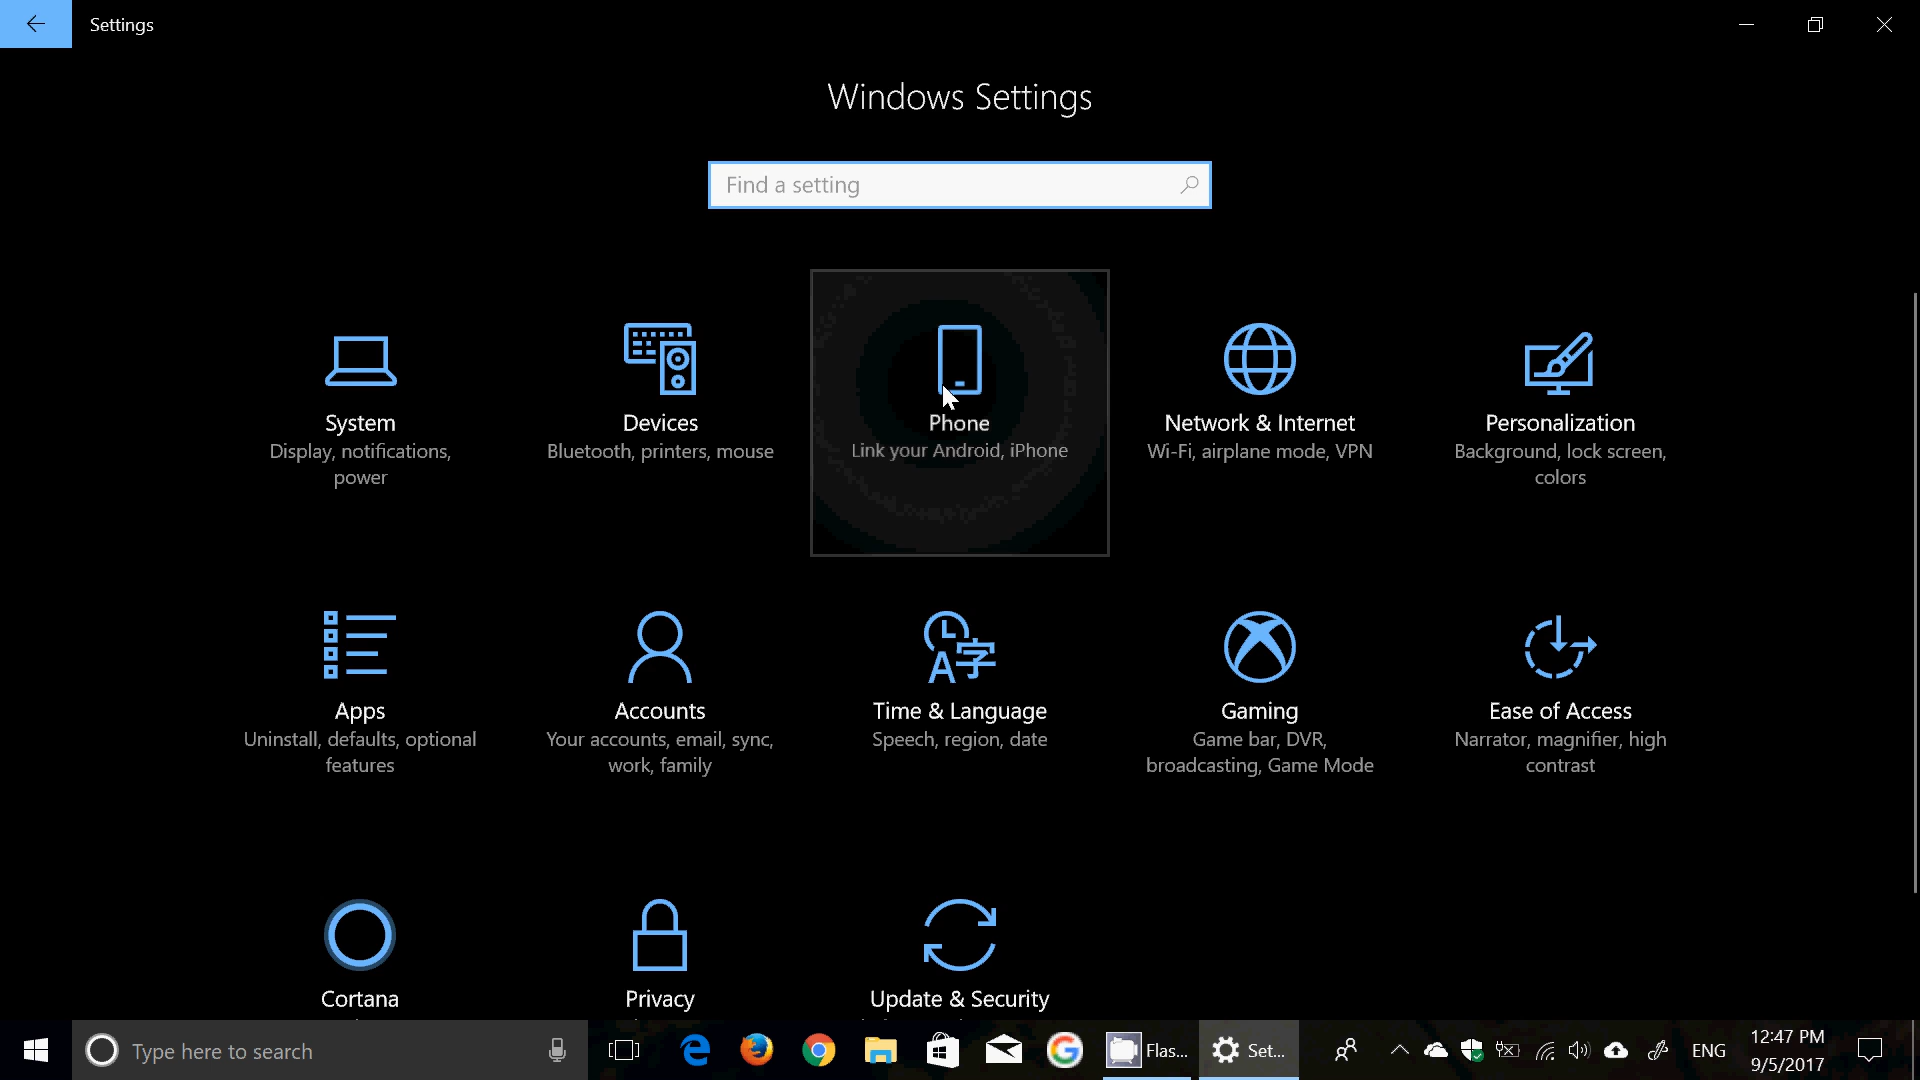 Settings
Windows Settings
Find a setting
System
Display, notifications,
power
Devices
Bluetooth, printers, mouse
Phone
Link your Android, iPhone
Network & Internet
Wi-Fi, airplane mode, VPN
Personalization
Background, lock screen,
colors
Apps
Uninstall, defaults, optional
features
Accounts
Your accounts, email, sync,
work, family
Time & Language
Speech, region, date
Gaming
Game bar, DVR,
broadcasting, Game Mode
Ease of Access
Narrator, magnifier, high
contrast
Cortana
Privacy
Update & Security
Type here to search
Flas...
Set...
ENG
12:47 PM
9/5/2017